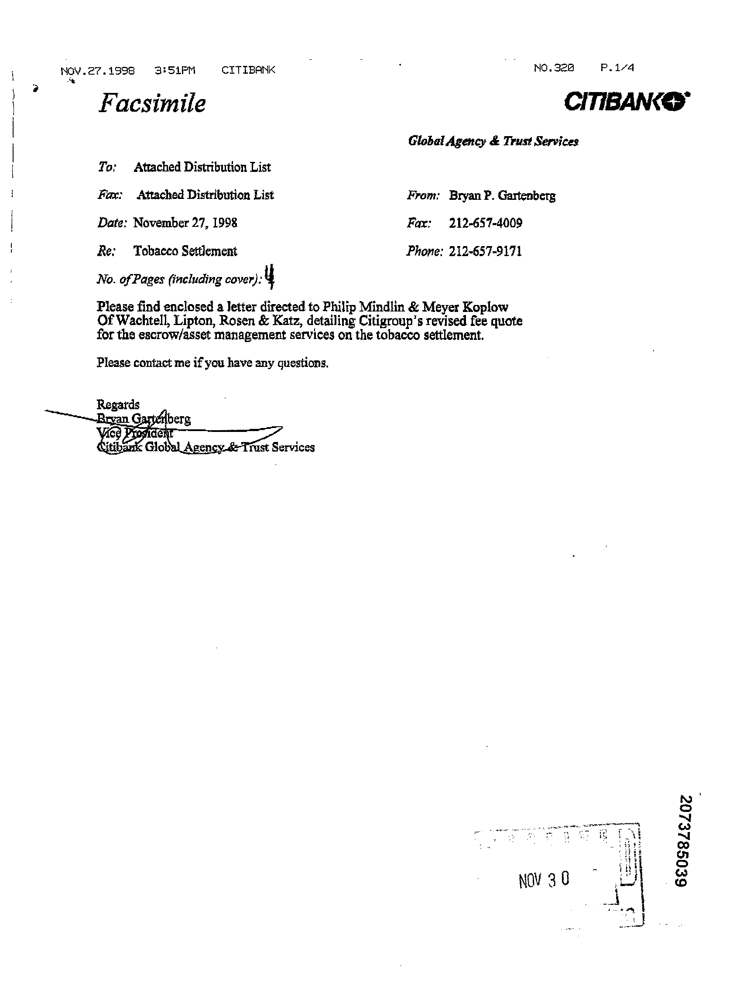 NOV.27.1998 3:51PM CITIBANK NO.320 P.1/4
Facsimile
CITIBANK
Global Agency & Trust Services
To: Attached Distribution List
Fax: Attached Distribution List From: Bryan P. Gartenberg
Date: November 27, 1998 Fax: 212-657-4009
Re: Tobacco Settlement Phone: 212-657-9171
No. of Pages (including cover): 4
Please find enclosed a letter directed to Philip Mindlin & Meyer Koplow
Of Wachtell, Lipton, Rosen & Katz, detailing Citigroup's revised fee quote
for the escrow/asset management services on the tobacco settlement.
Please contact me if you have any questions.
Regards
Bryan Gartenberg
Vice President
Citibank Global Agency & Trust Services
2073785039
NOV 30